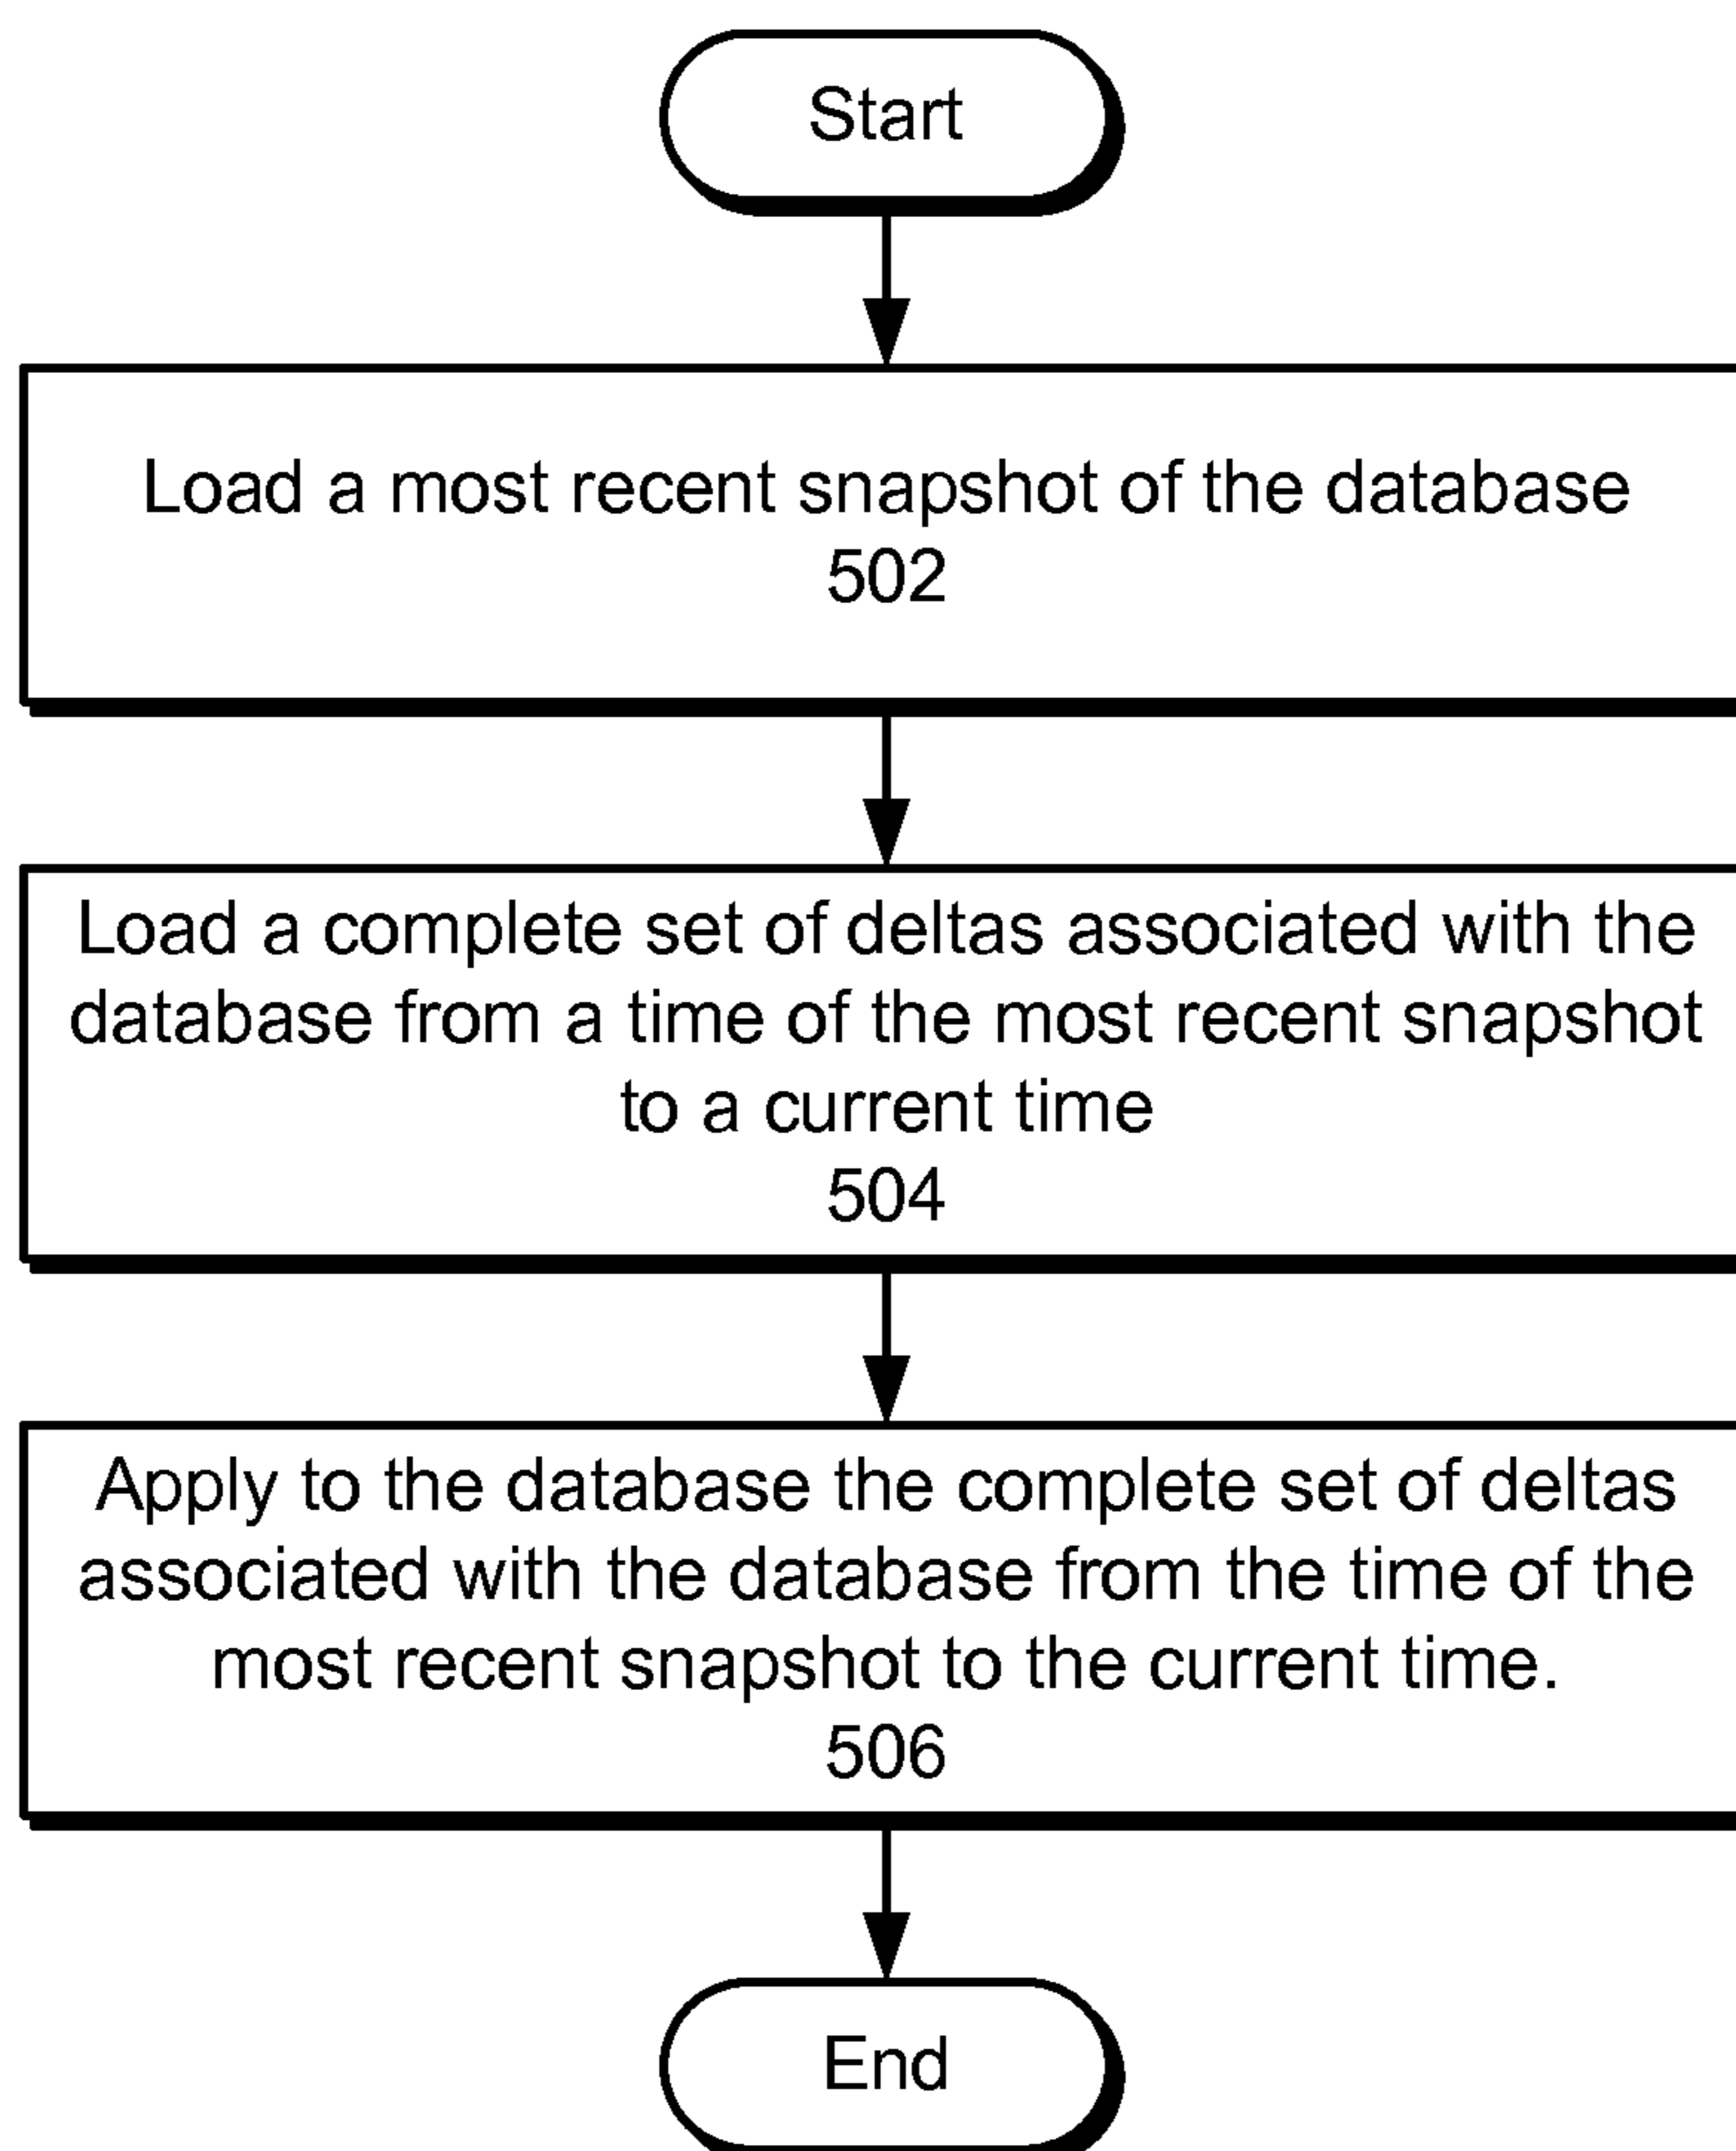 Start
Load a most recent snapshot of the database
502
Load a complete set of deltas associated with the
database from a time of the most recent snapshot
to a current time
504
Apply to the database the complete set of deltas
associated with the database from the time of the
most recent snapshot to the current time.
506
End